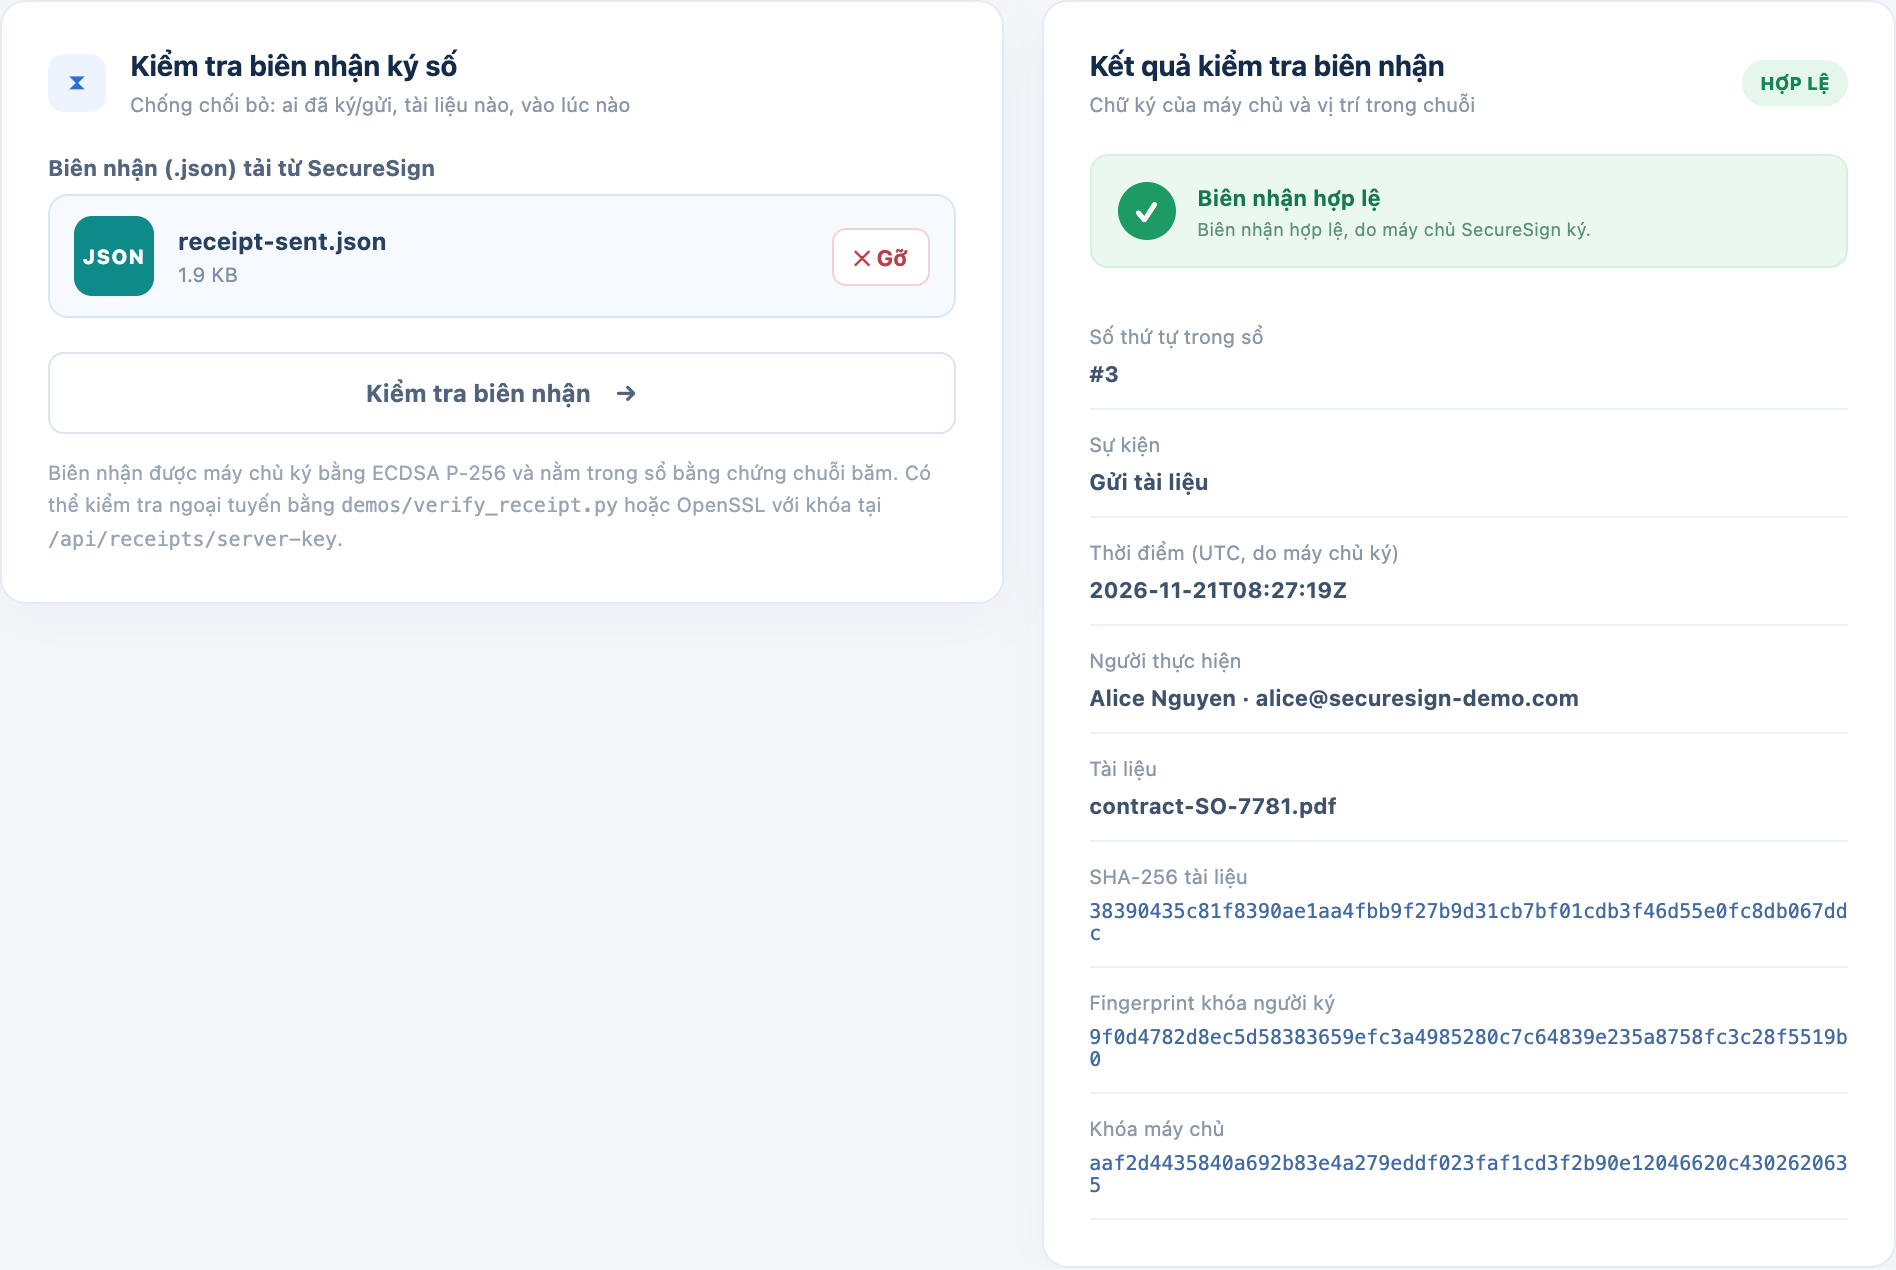 Kiểm tra biên nhận ký số
Chống chối bỏ: ai đã ký/gửi, tài liệu nào, vào lúc nào
Biên nhận (.json) tải từ SecureSign
JSON
receipt-sent.json
1.9 KB
Gỡ
Kiểm tra biên nhận →
Biên nhận được máy chủ ký bằng ECDSA P-256 và nằm trong sổ bằng chứng chuỗi băm. Có
thể kiểm tra ngoại tuyến bằng demos/verify_receipt.py hoặc OpenSSL với khóa tại
/api/receipts/server-key.
Kết quả kiểm tra biên nhận
Chữ ký của máy chủ và vị trí trong chuỗi
HỢP LỆ
Biên nhận hợp lệ
Biên nhận hợp lệ, do máy chủ SecureSign ký.
Số thứ tự trong sổ
#3
Sự kiện
Gửi tài liệu
Thời điểm (UTC, do máy chủ ký)
2026-11-21T08:27:19Z
Người thực hiện
Alice Nguyen · alice@securesign-demo.com
Tài liệu
contract-SO-7781.pdf
SHA-256 tài liệu
38390435c81f8390ae1aa4fbb9f27b9d31cb7bf01cdb3f46d55e0fc8db067dd
c
Fingerprint khóa người ký
9f0d4782d8ec5d58383659efc3a4985280c7c64839e235a8758fc3c28f5519b
0
Khóa máy chủ
aaf2d4435840a692b83e4a279eddf023faf1cd3f2b90e12046620c430262063
5